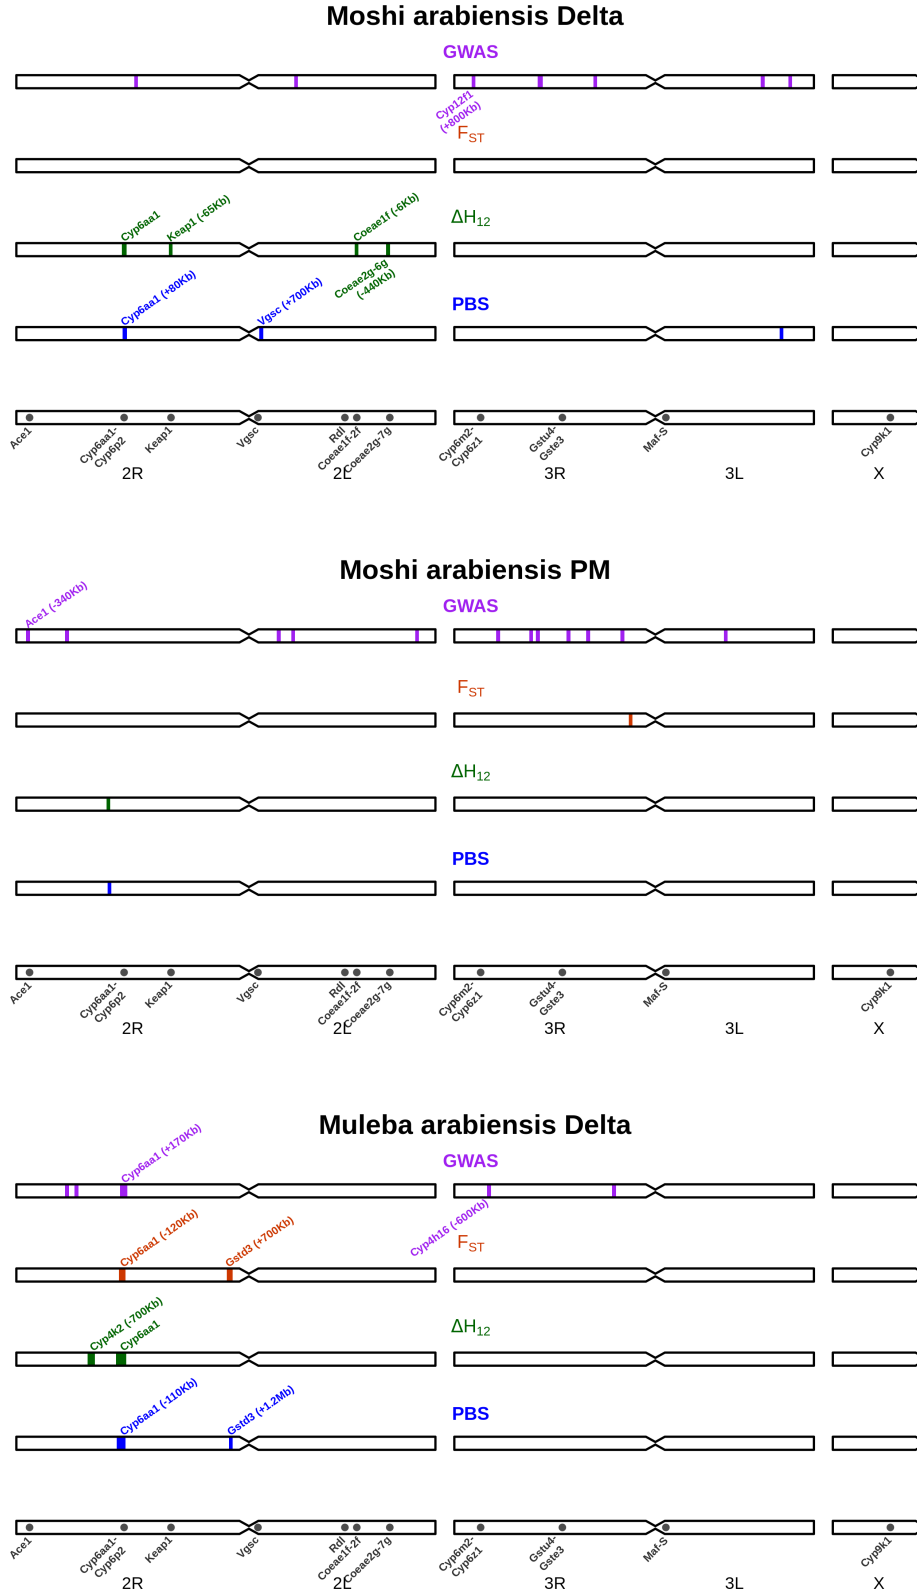 Moshi arabiensis Delta
GWAS
Cyp12f1
(+800Kb)
FST
Cyp6aa1
Keap1 (-65Kb)
Coeae1f (-6Kb)
ΔH12
Coeae2g-6g
(-440Kb)
Cyp6aa1 (+80Kb)
Vgsc (+700Kb)
PBS
Ace1
Cyp6aa1-
Cyp6p2
Keap1
Vgsc
Rdl
Coeae1f-2f
Coeae2g-7g
Cyp6m2-
Cyp6z1
Gstu4-
Gste3
Maf-S
Cyp9k1
2R
2L
3R
3L
X
Moshi arabiensis PM
GWAS
Ace1 (-340Kb)
FST
ΔH12
PBS
Ace1
Cyp6aa1-
Cyp6p2
Keap1
Vgsc
Rdl
Coeae1f-2f
Coeae2g-7g
Cyp6m2-
Cyp6z1
Gstu4-
Gste3
Maf-S
Cyp9k1
2R
2L
3R
3L
X
Muleba arabiensis Delta
GWAS
Cyp6aa1 (+170Kb)
Cyp4h16 (-600Kb)
FST
Cyp6aa1 (-120Kb)
Gstd3 (+700Kb)
ΔH12
Cyp4k2 (-700Kb)
Cyp6aa1
PBS
Cyp6aa1 (-110Kb)
Gstd3 (+1.2Mb)
Ace1
Cyp6aa1-
Cyp6p2
Keap1
Vgsc
Rdl
Coeae1f-2f
Coeae2g-7g
Cyp6m2-
Cyp6z1
Gstu4-
Gste3
Maf-S
Cyp9k1
2R
2L
3R
3L
X